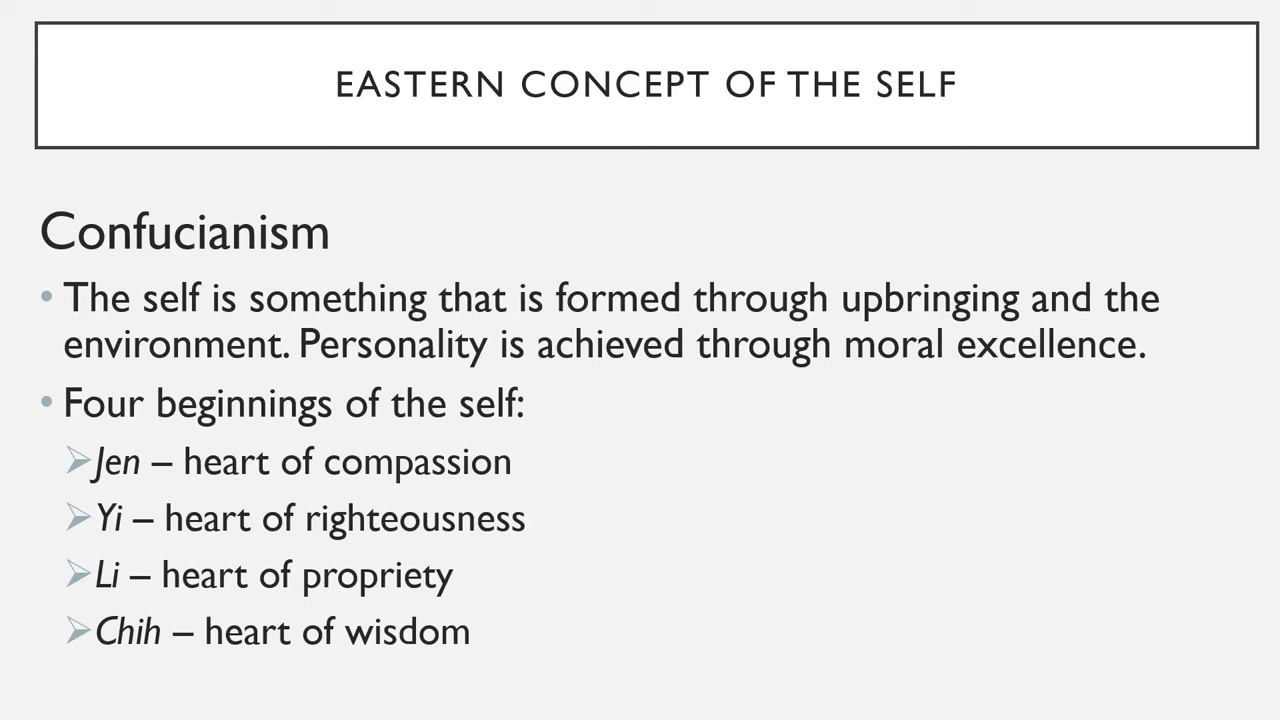 EASTERN CONCEPT OF THE SELF
Confucianism
• The self is something that is formed through upbringing and the
environment. Personality is achieved through moral excellence.
• Four beginnings of the self:
➢Jen – heart of compassion
➢Yi – heart of righteousness
➢Li – heart of propriety
➢Chih – heart of wisdom